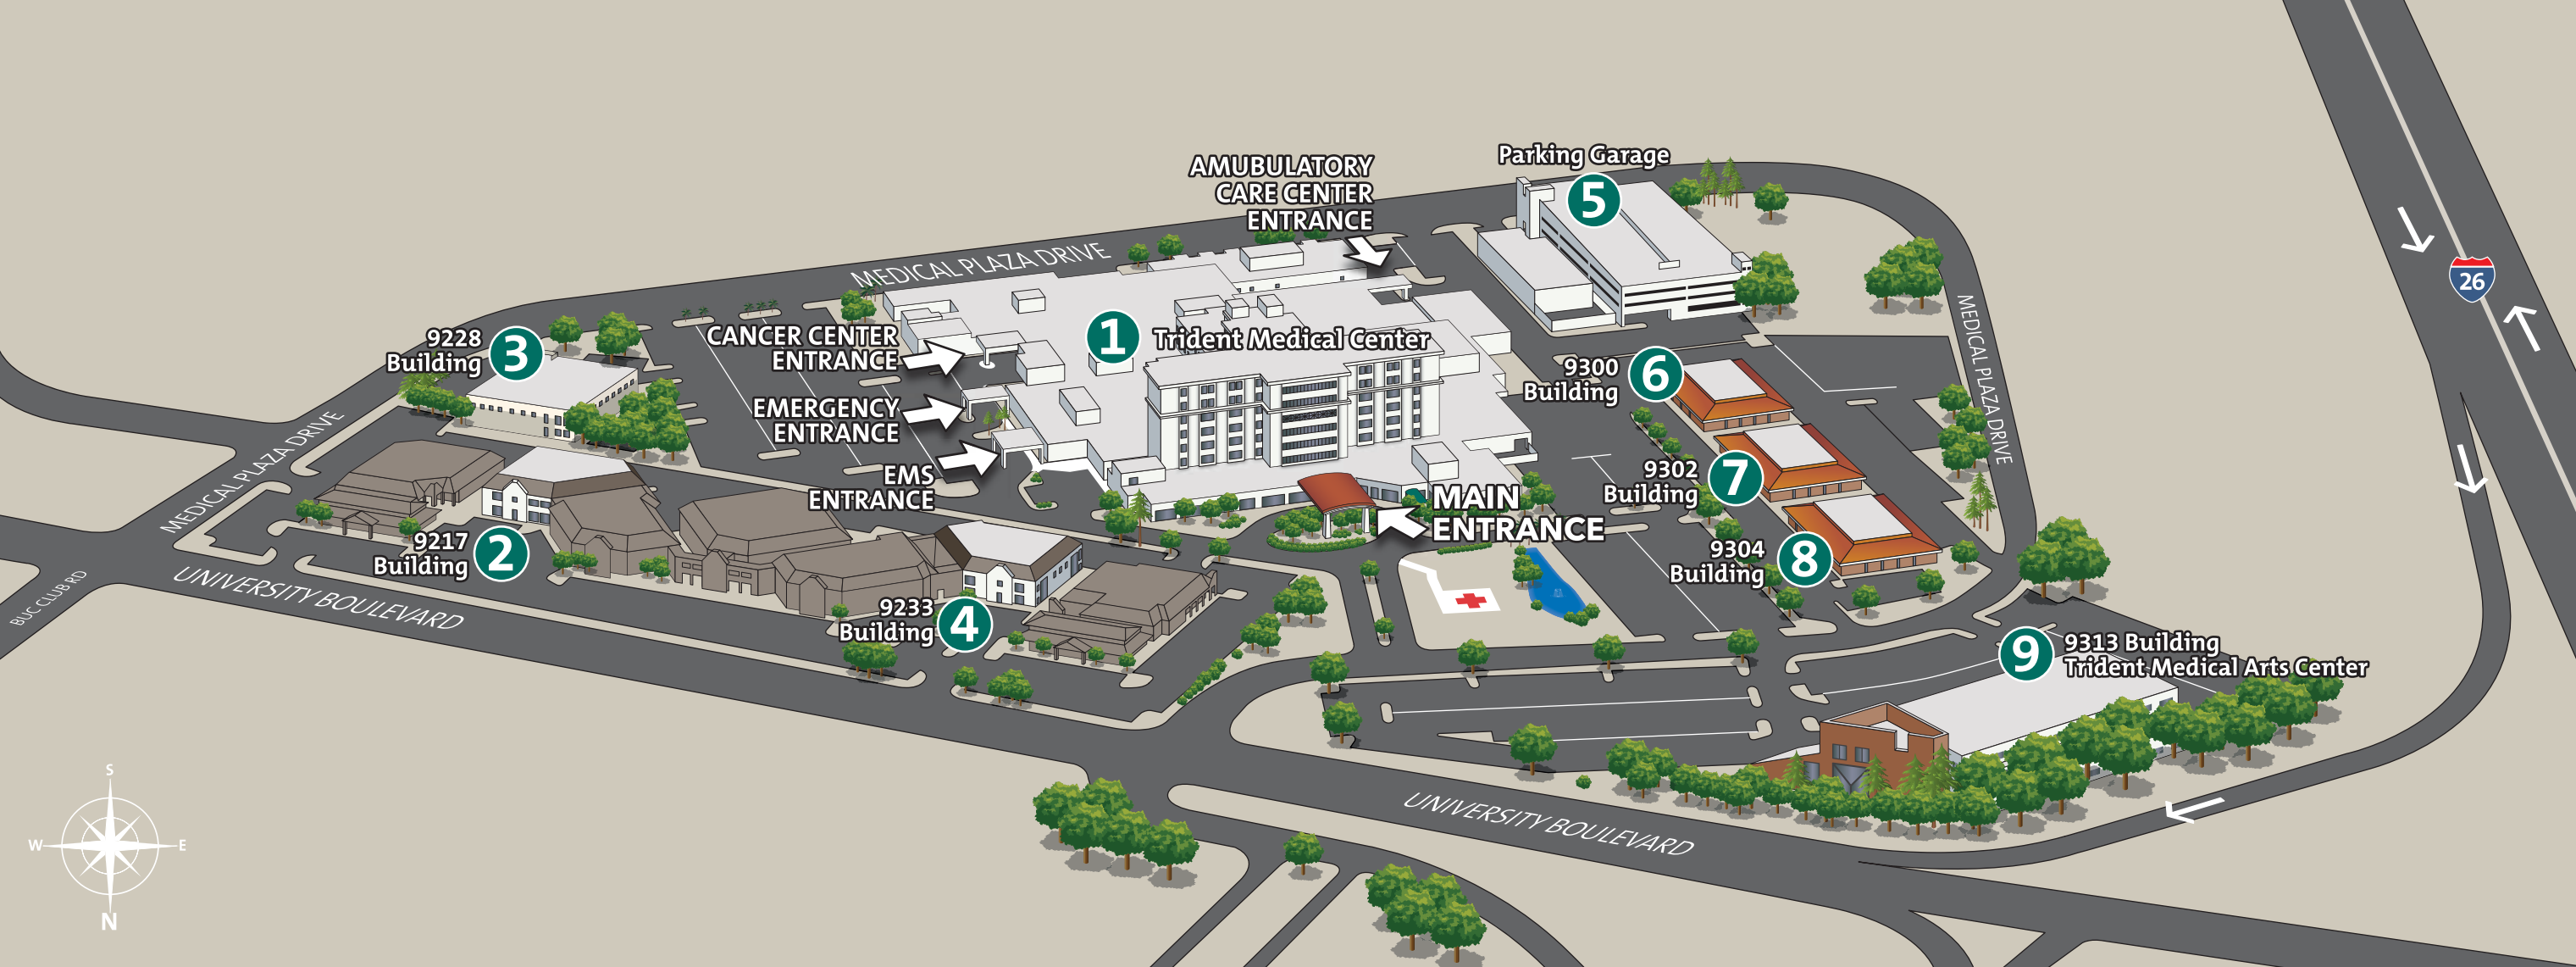 AMUBULATORY
CARE CENTER
ENTRANCE
Parking Garage
5
MEDICAL PLAZA DRIVE
26
9228
Building
3
CANCER CENTER
ENTRANCE
1
Trident Medical Center
EMERGENCY
ENTRANCE
EMS
ENTRANCE
MAIN
ENTRANCE
9300
Building
6
9302
Building
7
9304
Building
8
MEDICAL PLAZA DRIVE
MEDICAL PLAZA DRIVE
9217
Building
2
BUC CLUB RD
UNIVERSITY BOULEVARD
9233
Building
4
9
9313 Building
Trident Medical Arts Center
UNIVERSITY BOULEVARD
S
W
E
N